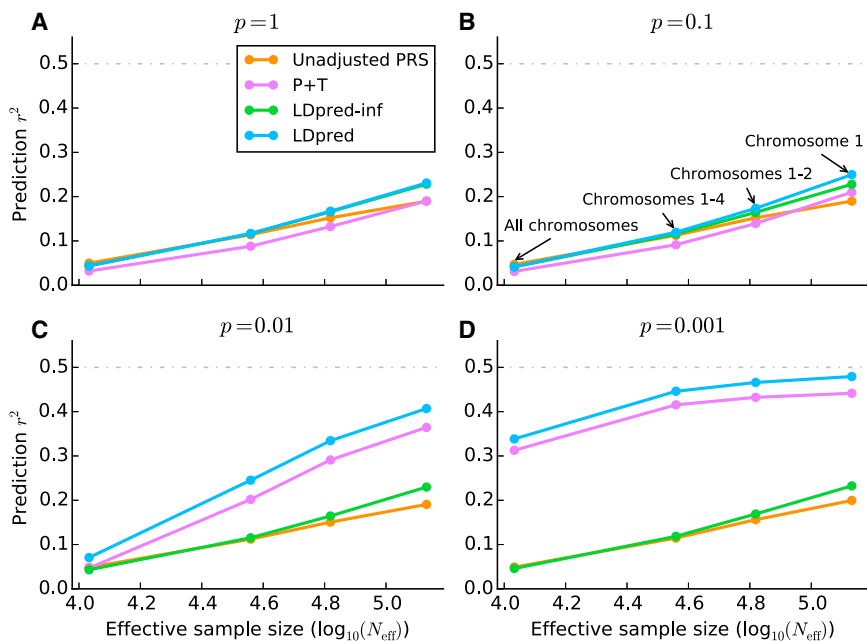 A
p=1
0.5
0.4
0.3
0.2
0.1
0.0
Prediction r²
Unadjusted PRS
P+T
LDpred-inf
LDpred
B
p=0.1
Chromosome 1
Chromosomes 1-2
Chromosomes 1-4
All chromosomes
C
p=0.01
0.5
0.4
0.3
0.2
0.1
0.0
Prediction r²
4.0 4.2 4.4 4.6 4.8 5.0
Effective sample size (log₁₀(N_eff))
D
p=0.001
4.0 4.2 4.4 4.6 4.8 5.0
Effective sample size (log₁₀(N_eff))